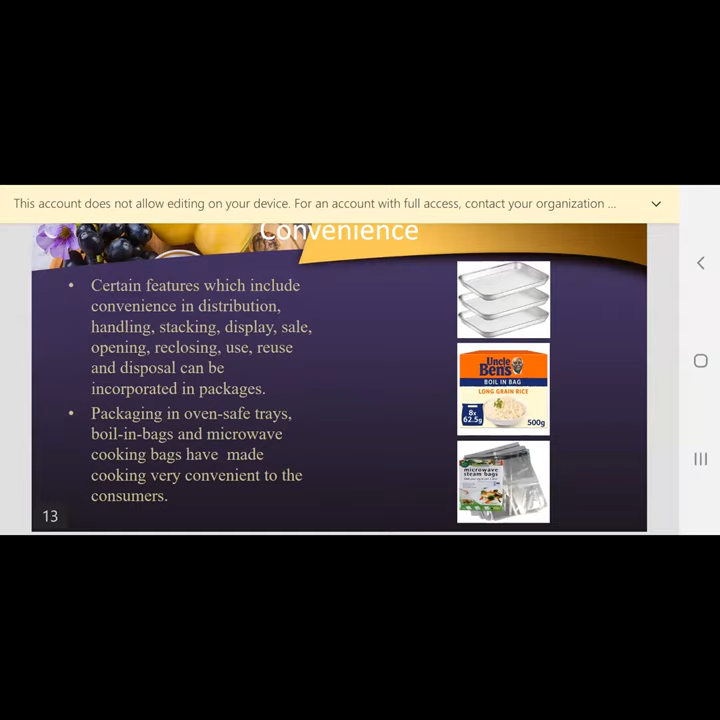 This account does not allow editing on your device. For an account with full access, contact your organization ...
Convenience
• Certain features which include
convenience in distribution,
handling, stacking, display, sale,
opening, reclosing, use, reuse
and disposal can be
incorporated in packages.
• Packaging in oven-safe trays,
boil-in-bags and microwave
cooking bags have made
cooking very convenient to the
consumers.
Uncle
Ben's
BOIL IN BAG
LONG GRAIN RICE
8x
62.5g
500g
microwave
steam bags
13